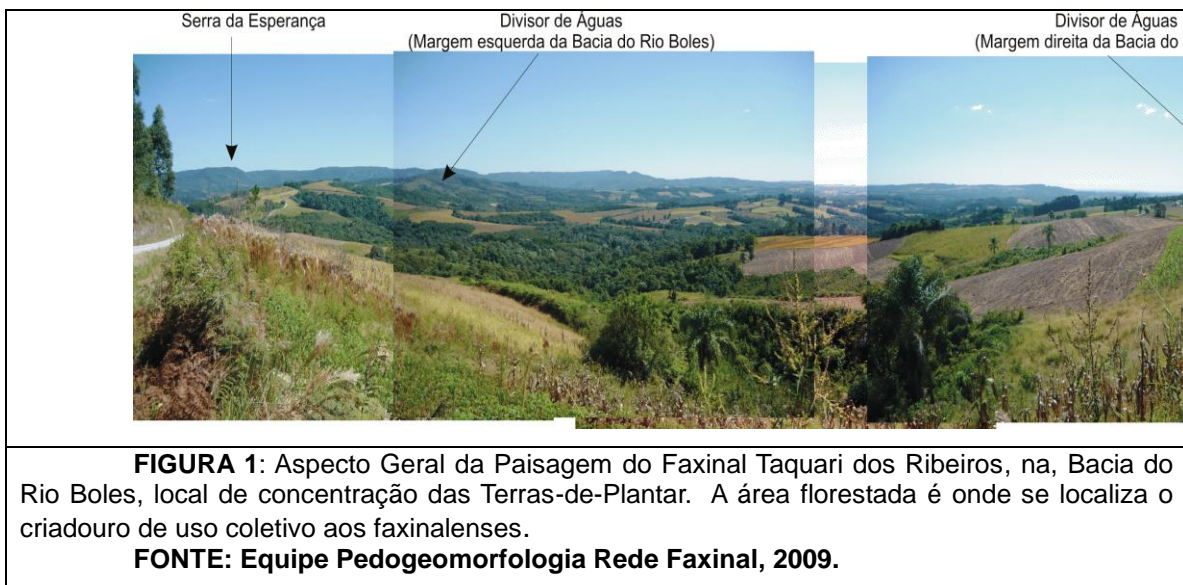 Serra da Esperança
Divisor de Águas
(Margem esquerda da Bacia do Rio Boles)
Divisor de Águas
(Margem direita da Bacia do
FIGURA 1: Aspecto Geral da Paisagem do Faxinal Taquari dos Ribeiros, na, Bacia do
Rio Boles, local de concentração das Terras-de-Plantar. A área florestada é onde se localiza o
criadouro de uso coletivo aos faxinalenses.
FONTE: Equipe Pedogeomorfologia Rede Faxinal, 2009.